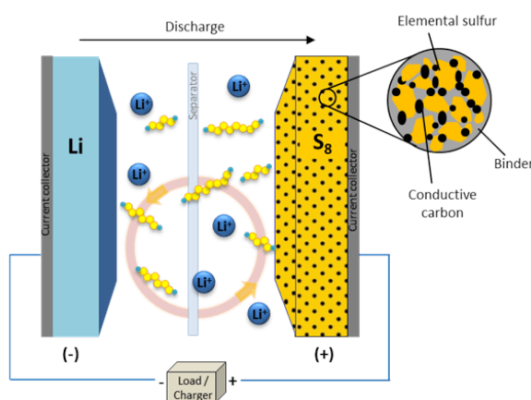 Discharge
Elemental sulfur
Separator
Li⁺
Li⁺
Li⁺
Li
S₈
Current collector
Current collector
Binder
Conductive
carbon
Li⁺
Li⁺
Li⁺
(-)
(+)
-
Load /
Charger
+